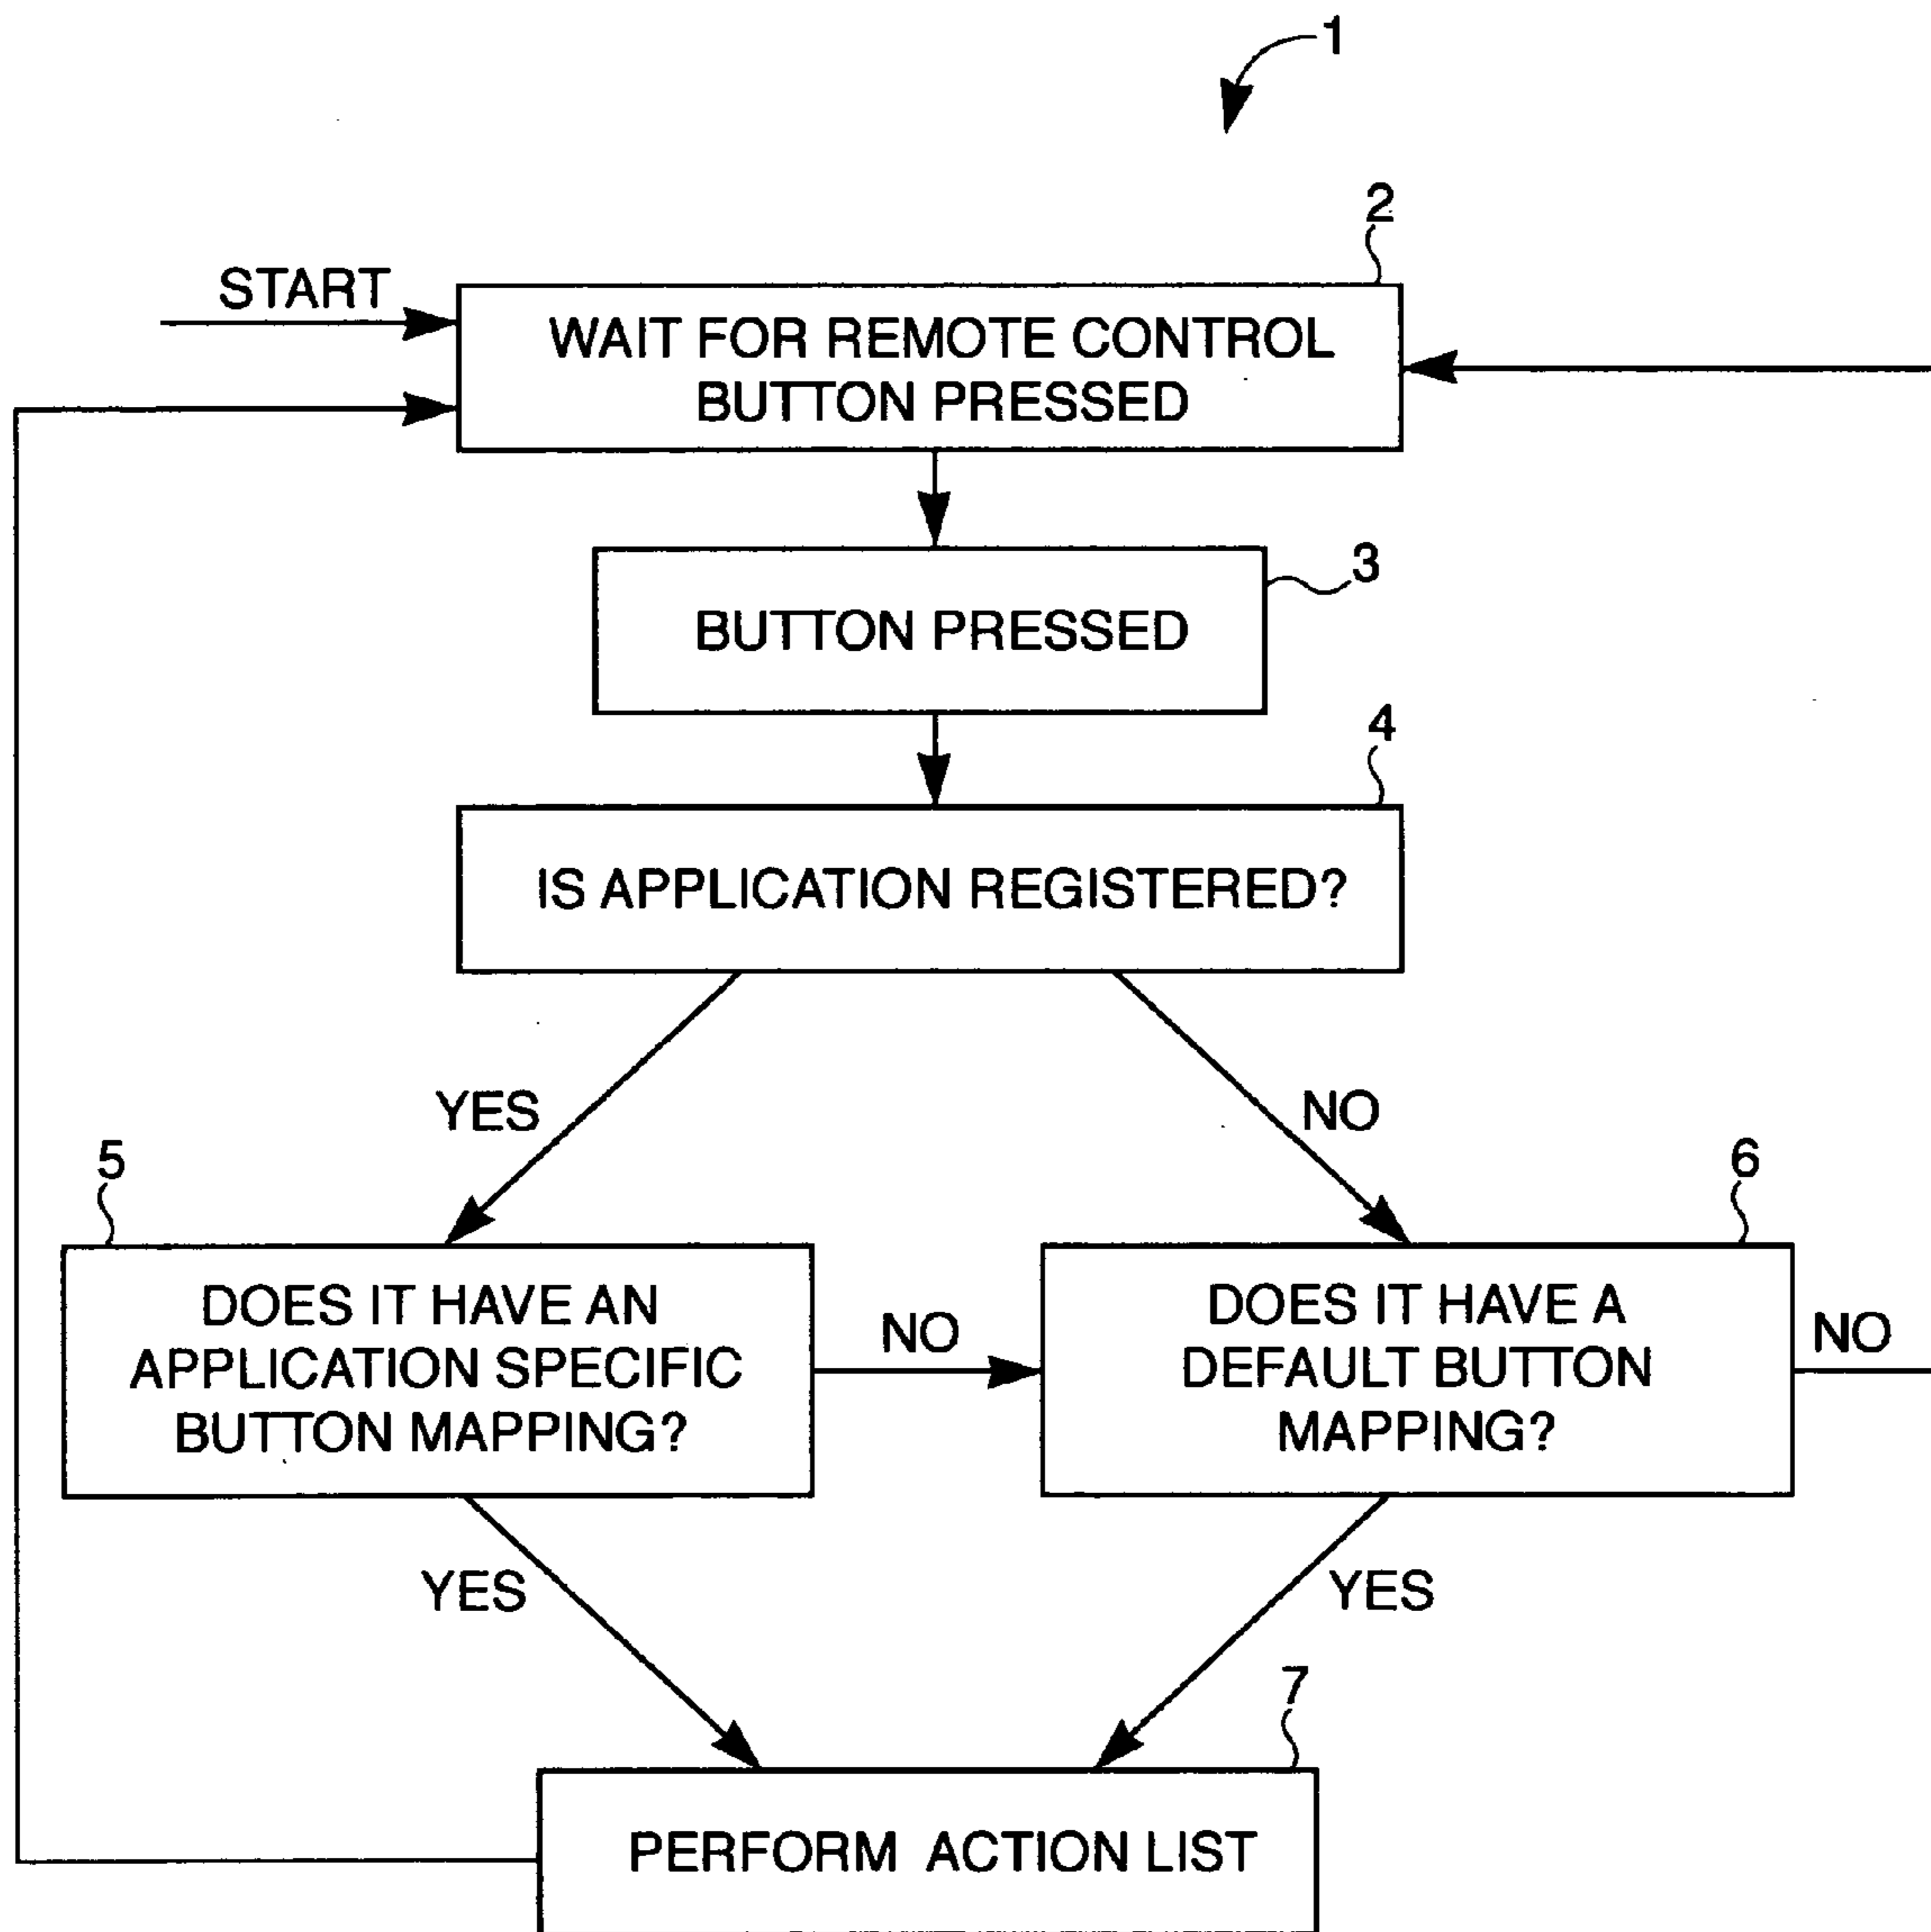 1
2
START
WAIT FOR REMOTE CONTROL
BUTTON PRESSED
3
BUTTON PRESSED
4
IS APPLICATION REGISTERED?
YES
NO
5
6
DOES IT HAVE AN
APPLICATION SPECIFIC
BUTTON MAPPING?
NO
DOES IT HAVE A
DEFAULT BUTTON
MAPPING?
NO
YES
YES
7
PERFORM ACTION LIST